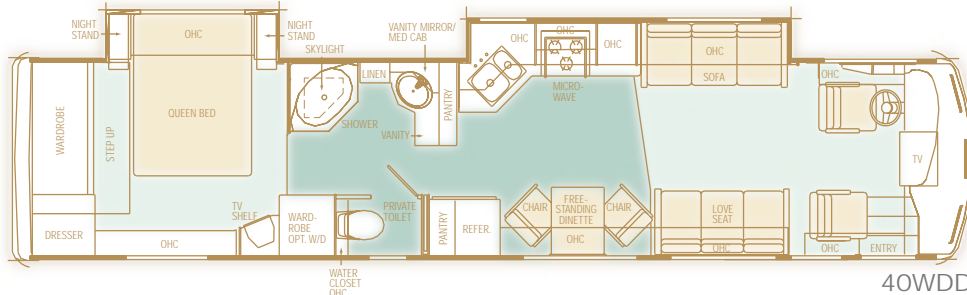 NIGHT
STAND
OHC
NIGHT
STAND
SKYLIGHT
VANITY MIRROR/
MED CAB
OHC
OHC
OHC
OHC
SOFA
OHC
WARDROBE
STEP UP
QUEEN BED
LINEN
SHOWER
VANITY
PANTRY
MICRO-
WAVE
TV
DRESSER
OHC
TV
SHELF
WARD-
ROBE
OPT. W/D
PRIVATE
TOILET
WATER
CLOSET
OHC
PANTRY
REFER.
CHAIR
FREE-
STANDING
DINETTE
OHC
CHAIR
LOVE
SEAT
OHC
OHC
ENTRY
40WDD